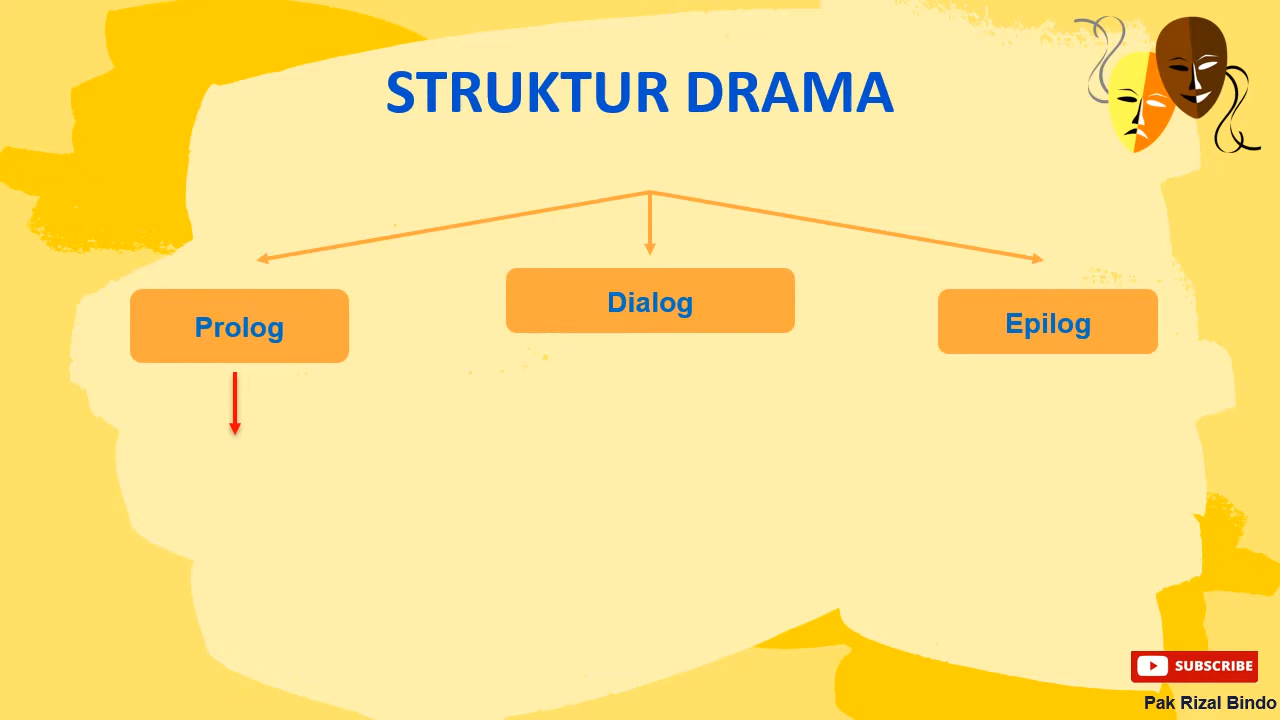 STRUKTUR DRAMA
Prolog
Dialog
Epilog
SUBSCRIBE
Pak Rizal Bindo